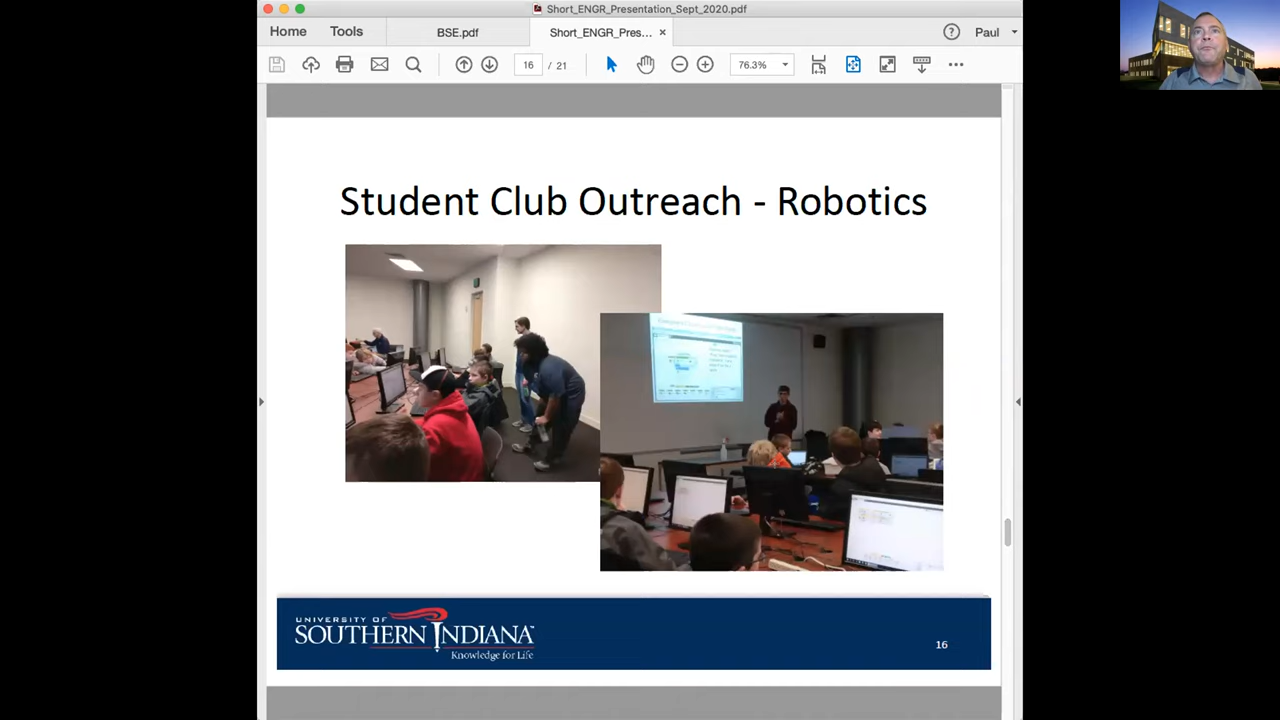 Short_ENGR_Presentation_Sept_2020.pdf
Home
Tools
BSE.pdf
Short_ENGR_Pres... ×
?
Paul
16 / 21
76.3%
Student Club Outreach - Robotics
UNIVERSITY OF
SOUTHERN INDIANA
Knowledge for Life
16